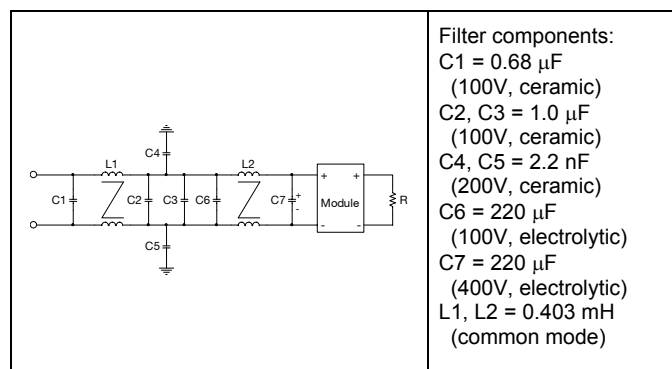 L1
L2
C4
C1
C2
C3
C6
C7
+
-
+ +
Module
- -
R
C5
Filter components:
C1 = 0.68 μF
(100V, ceramic)
C2, C3 = 1.0 μF
(100V, ceramic)
C4, C5 = 2.2 nF
(200V, ceramic)
C6 = 220 μF
(100V, electrolytic)
C7 = 220 μF
(400V, electrolytic)
L1, L2 = 0.403 mH
(common mode)